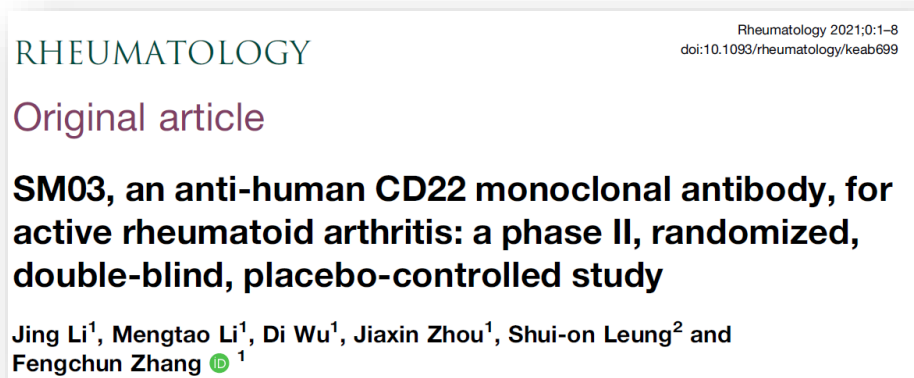 RHEUMATOLOGY
Rheumatology 2021;0:1–8
doi:10.1093/rheumatology/keab699
Original article
SM03, an anti-human CD22 monoclonal antibody, for
active rheumatoid arthritis: a phase II, randomized,
double-blind, placebo-controlled study
Jing Li¹, Mengtao Li¹, Di Wu¹, Jiaxin Zhou¹, Shui-on Leung² and
Fengchun Zhang iD ¹